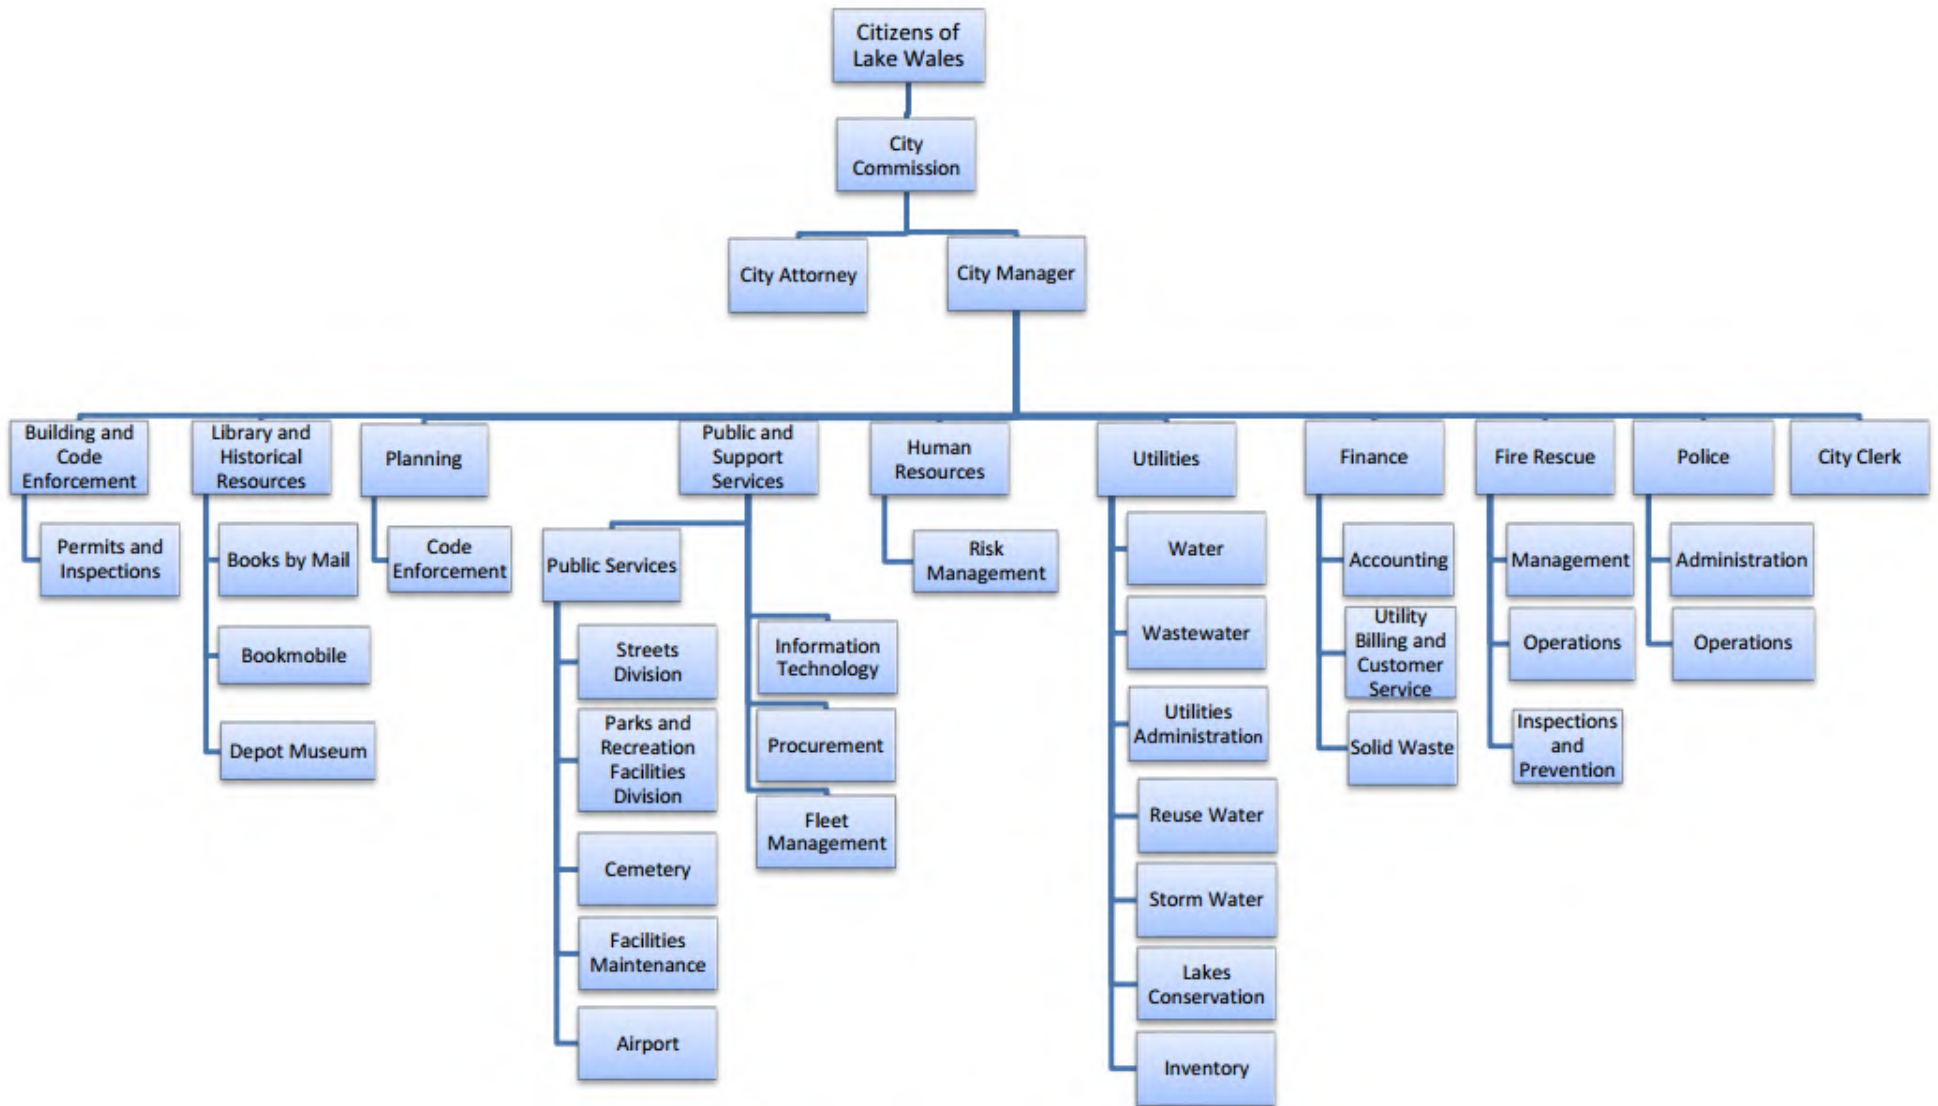 Citizens of
Lake Wales
City
Commission
City Attorney
City Manager
Building and
Code
Enforcement
Library and
Historical
Resources
Planning
Public and
Support
Services
Human
Resources
Utilities
Finance
Fire Rescue
Police
City Clerk
Permits and
Inspections
Books by Mail
Bookmobile
Depot Museum
Code
Enforcement
Public Services
Streets
Division
Parks and
Recreation
Facilities
Division
Cemetery
Facilities
Maintenance
Airport
Information
Technology
Procurement
Fleet
Management
Risk
Management
Water
Wastewater
Utilities
Administration
Reuse Water
Storm Water
Lakes
Conservation
Inventory
Accounting
Utility
Billing and
Customer
Service
Solid Waste
Management
Operations
Inspections
and
Prevention
Administration
Operations